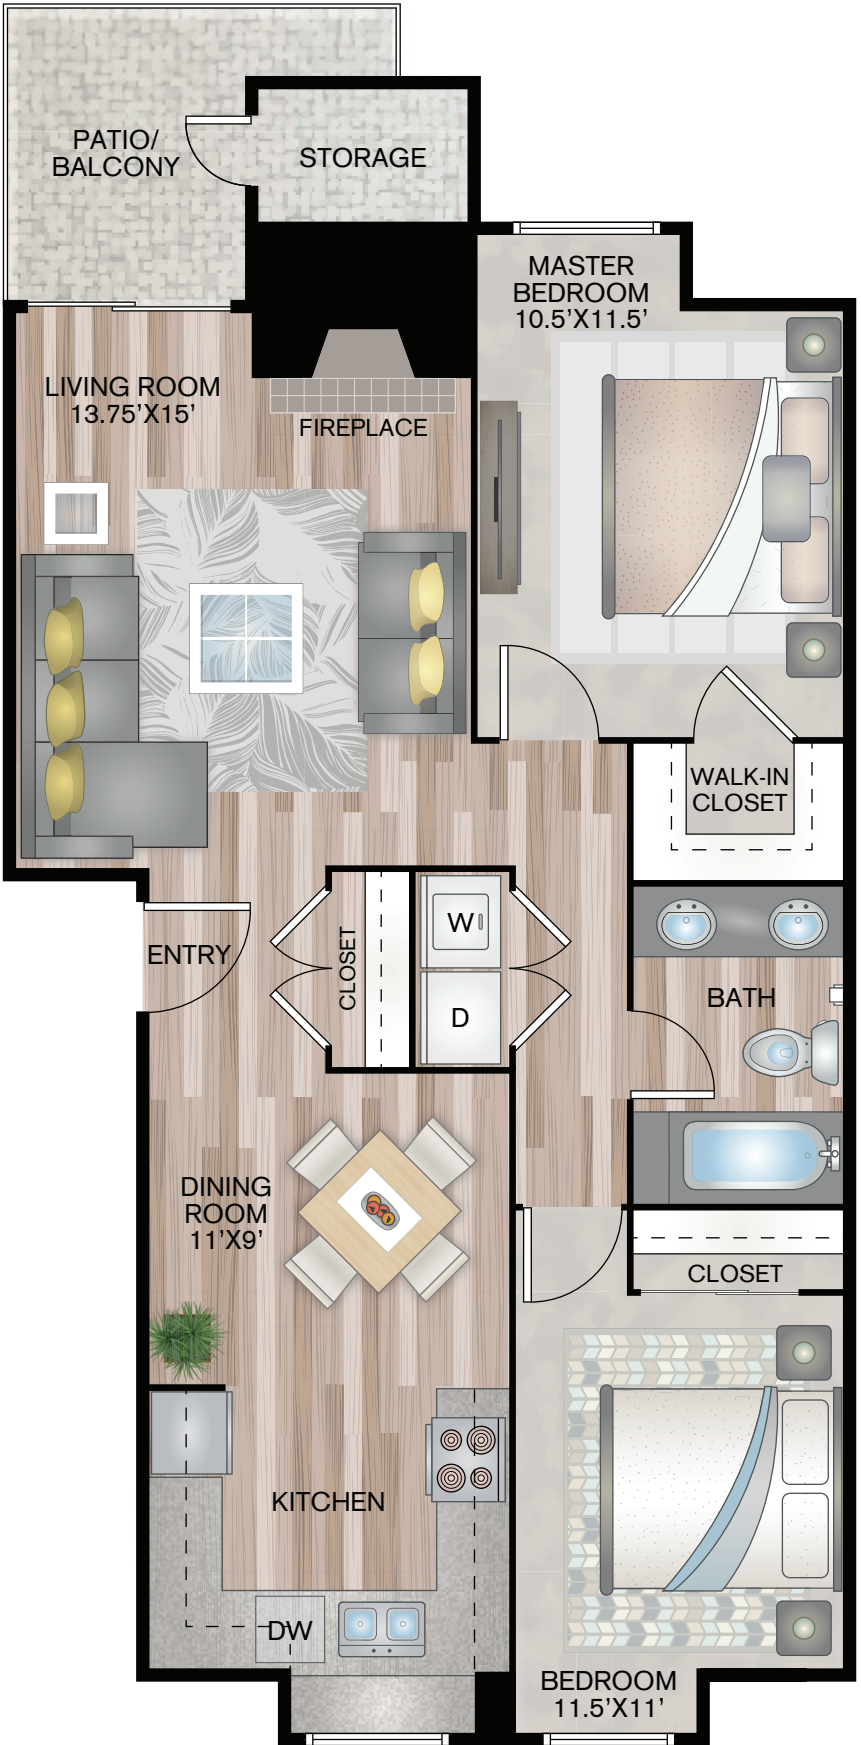 PATIO/
BALCONY
STORAGE
MASTER
BEDROOM
10.5'X11.5'
LIVING ROOM
13.75'X15'
FIREPLACE
WALK-IN
CLOSET
ENTRY
CLOSET
W
D
BATH
DINING
ROOM
11'X9'
CLOSET
KITCHEN
DW
BEDROOM
11.5'X11'